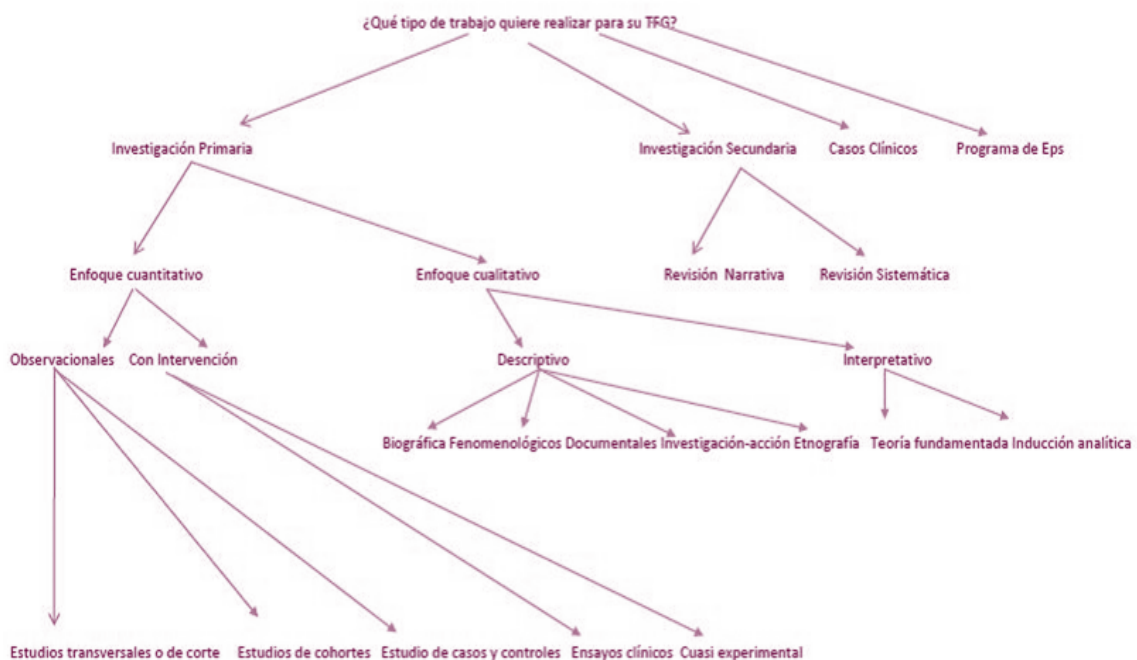 ¿Qué tipo de trabajo quiere realizar para su TFG?
Investigación Primaria Investigación Secundaria Casos Clínicos Programa de Eps
Enfoque cuantitativo Enfoque cualitativo Revisión Narrativa Revisión Sistemática
Observacionales Con Intervención Descriptivo Interpretativo
Biográfica Fenomenológicos Documentales Investigación-acción Etnografía Teoría fundamentada Inducción analítica
Estudios transversales o de corte Estudios de cohortes Estudio de casos y controles Ensayos clínicos Cuasi experimental